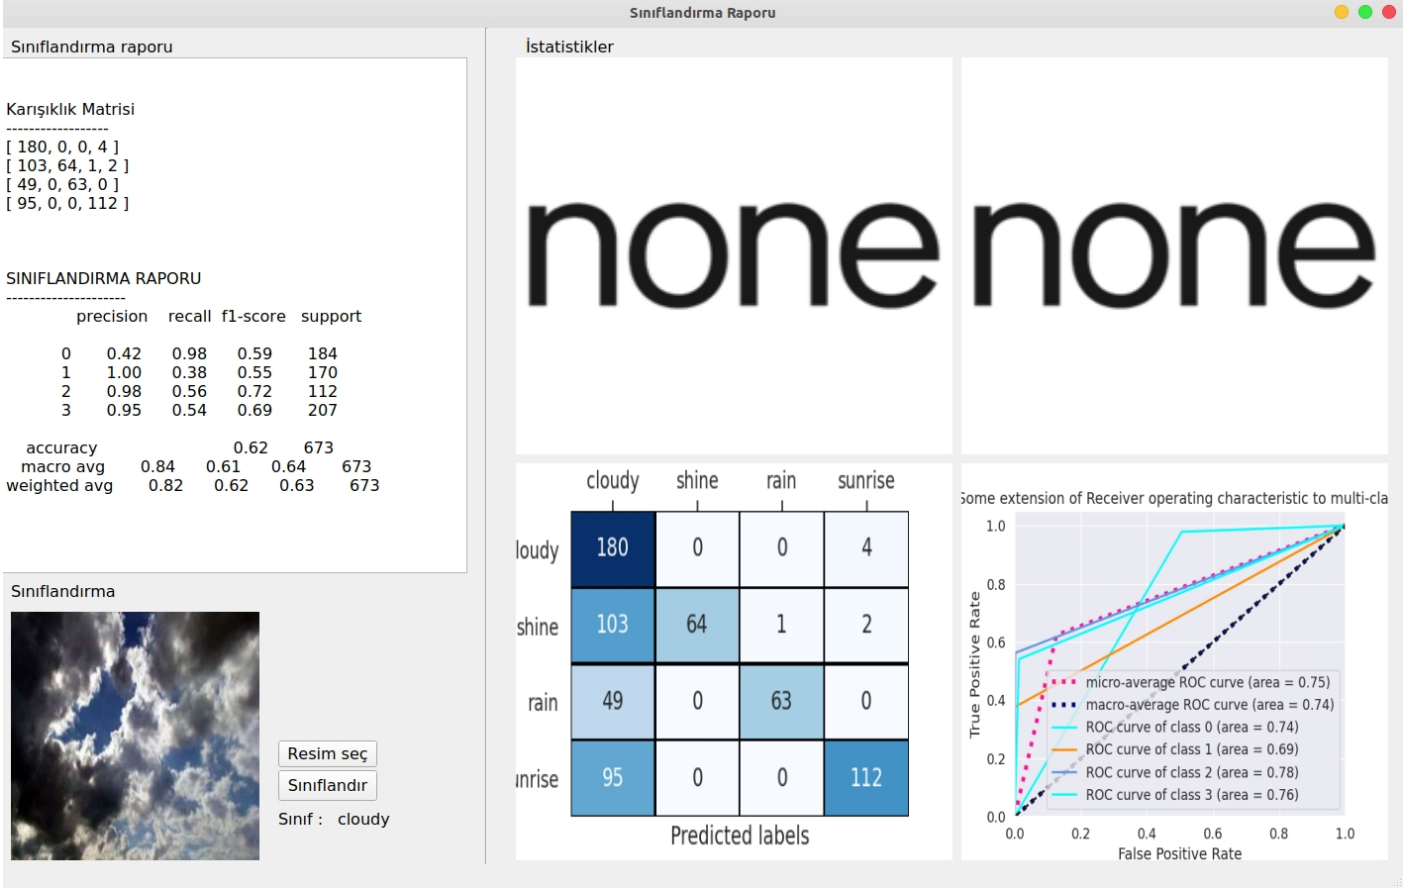 Sınıflandırma Raporu
Sınıflandırma raporu
Karışıklık Matrisi
------------------
[ 180, 0, 0, 4 ]
[ 103, 64, 1, 2 ]
[ 49, 0, 63, 0 ]
[ 95, 0, 0, 112 ]
SINIFLANDIRMA RAPORU
---------------------
precision recall f1-score support
0 0.42 0.98 0.59 184
1 1.00 0.38 0.55 170
2 0.98 0.56 0.72 112
3 0.95 0.54 0.69 207
accuracy 0.62 673
macro avg 0.84 0.61 0.64 673
weighted avg 0.82 0.62 0.63 673
Sınıflandırma
Resim seç
Sınıflandır
Sınıf : cloudy
İstatistikler
none
none
cloudy shine rain sunrise
loudy 180 0 0 4
shine 103 64 1 2
rain 49 0 63 0
unrise 95 0 0 112
Predicted labels
Some extension of Receiver operating characteristic to multi-cla
True Positive Rate
1.0
0.8
0.6
0.4
0.2
0.0
micro-average ROC curve (area = 0.75)
macro-average ROC curve (area = 0.74)
ROC curve of class 0 (area = 0.74)
ROC curve of class 1 (area = 0.69)
ROC curve of class 2 (area = 0.78)
ROC curve of class 3 (area = 0.76)
0.0 0.2 0.4 0.6 0.8 1.0
False Positive Rate